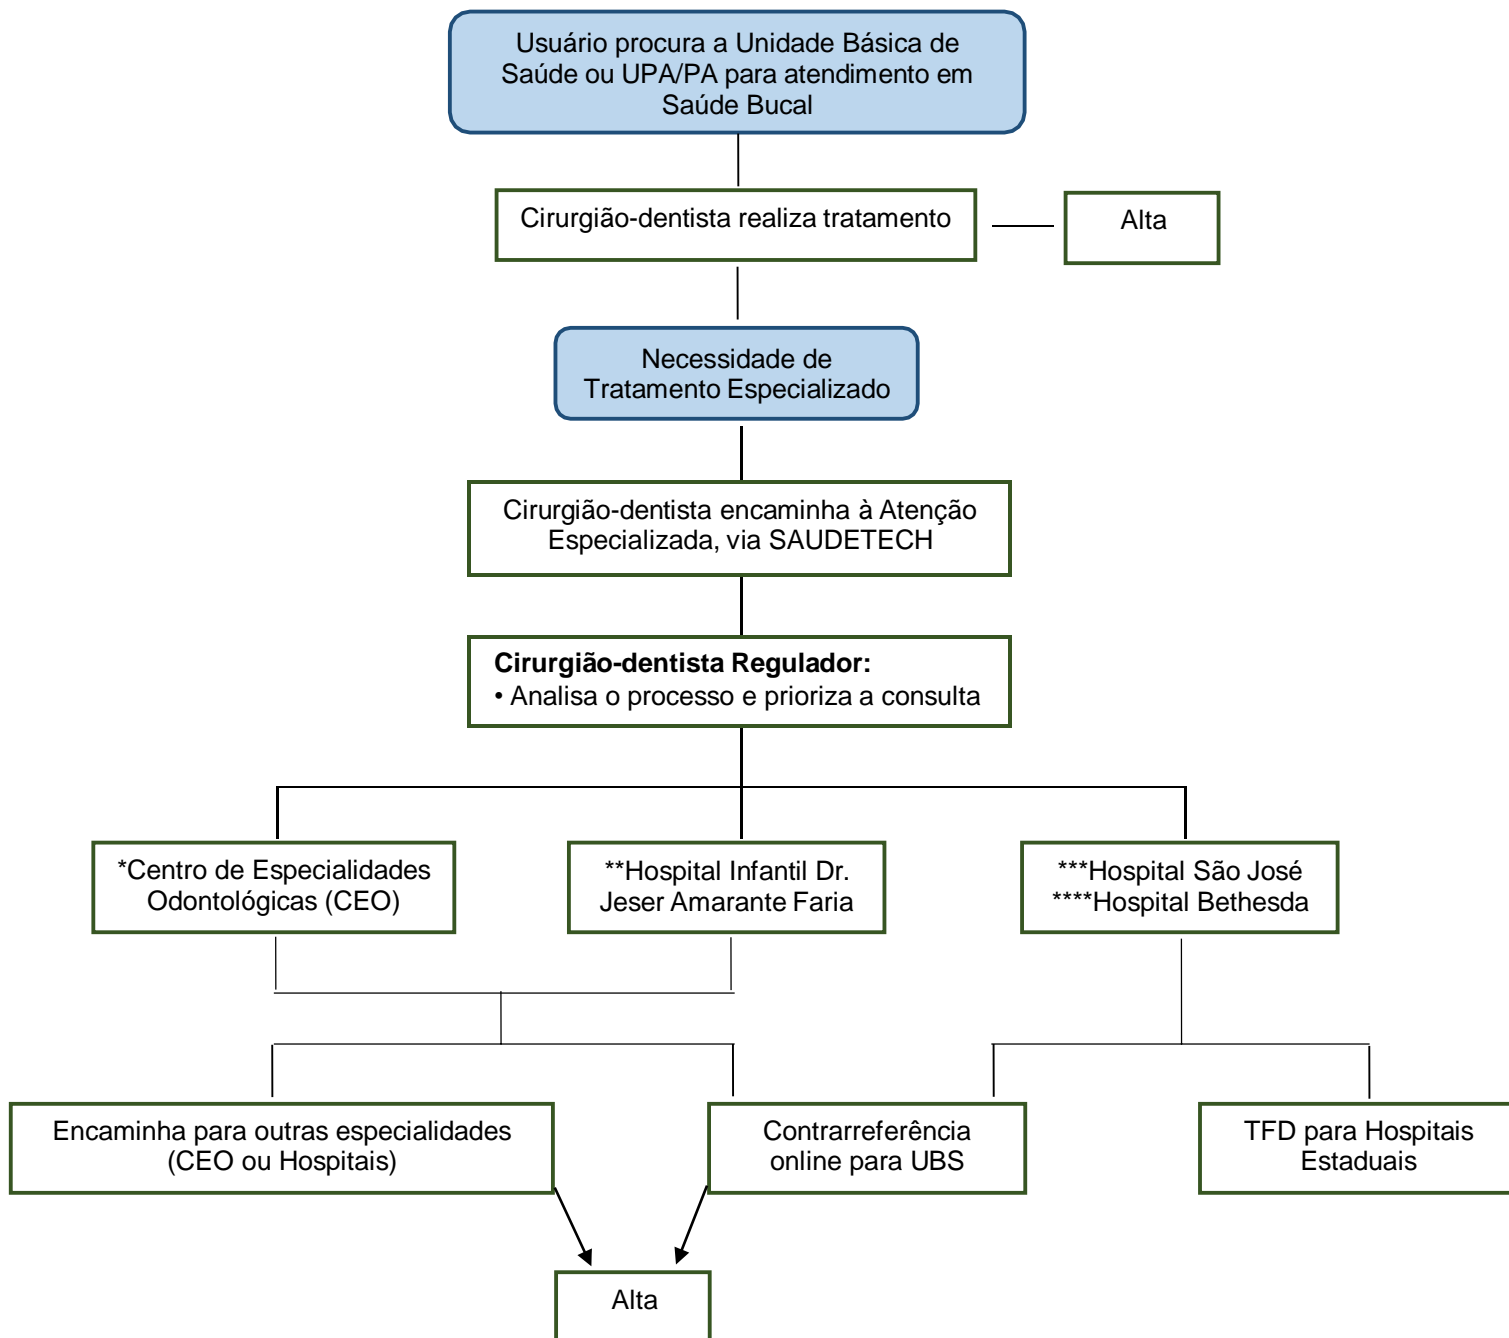 Usuário procura a Unidade Básica de
Saúde ou UPA/PA para atendimento em
Saúde Bucal
Cirurgião-dentista realiza tratamento
Alta
Necessidade de
Tratamento Especializado
Cirurgião-dentista encaminha à Atenção
Especializada, via SAUDETECH
Cirurgião-dentista Regulador:
• Analisa o processo e prioriza a consulta
*Centro de Especialidades
Odontológicas (CEO)
**Hospital Infantil Dr.
Jeser Amarante Faria
***Hospital São José
****Hospital Bethesda
Encaminha para outras especialidades
(CEO ou Hospitais)
Contrarreferência
online para UBS
TFD para Hospitais
Estaduais
Alta